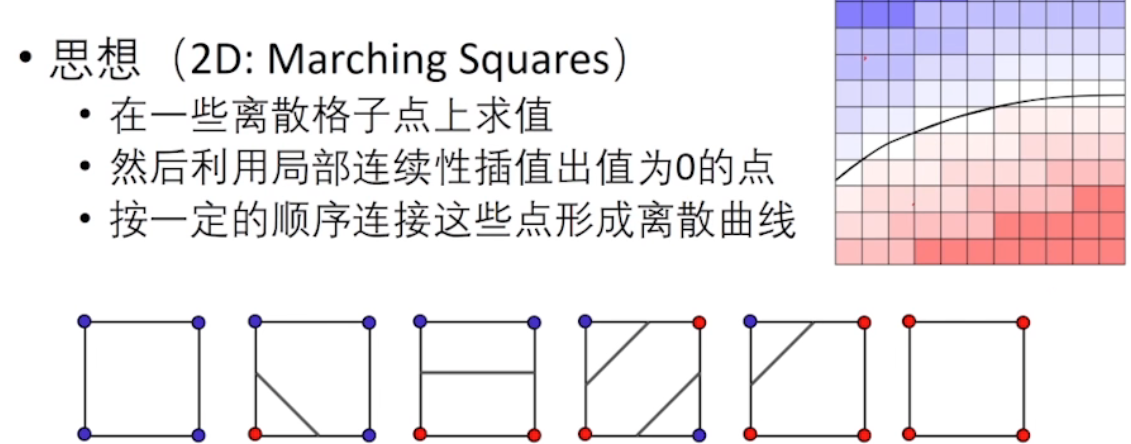 • 思想（2D: Marching Squares）
• 在一些离散格子点上求值
• 然后利用局部连续性插值出值为0的点
• 按一定的顺序连接这些点形成离散曲线